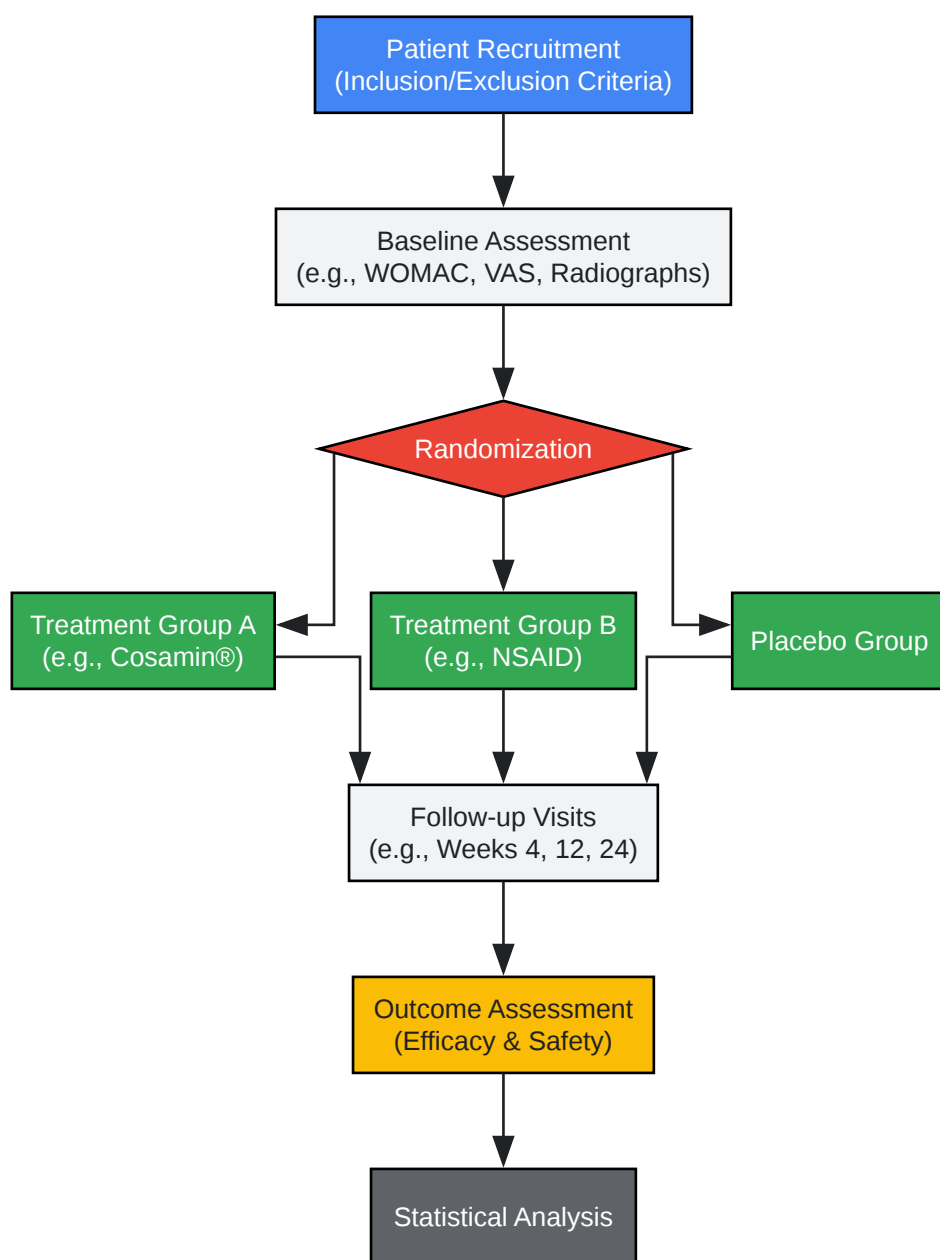 Patient Recruitment
(Inclusion/Exclusion Criteria)
Baseline Assessment
(e.g., WOMAC, VAS, Radiographs)
Randomization
Treatment Group A
(e.g., Cosamin®)
Treatment Group B
(e.g., NSAID)
Placebo Group
Follow-up Visits
(e.g., Weeks 4, 12, 24)
Outcome Assessment
(Efficacy & Safety)
Statistical Analysis